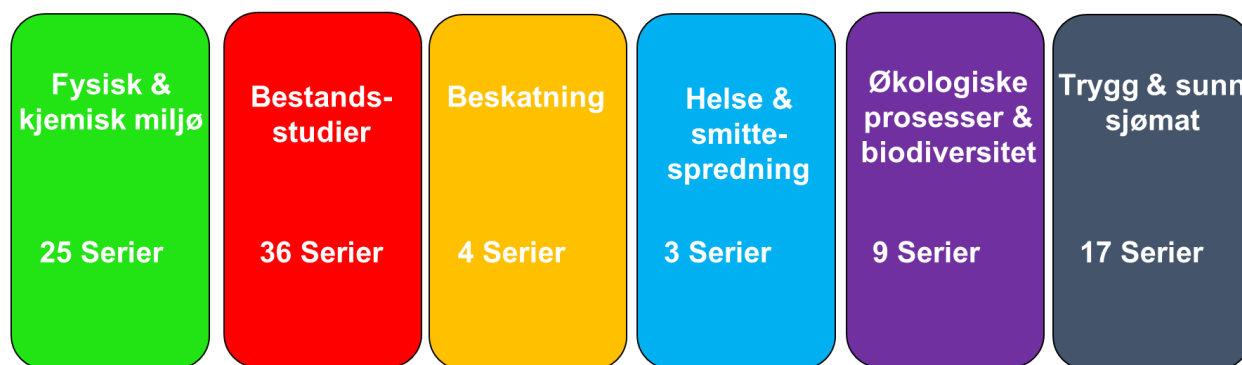 Fysisk &
kjemisk miljø
25 Serier
Bestands-
studier
36 Serier
Beskatning
4 Serier
Helse &
smitte-
spredning
3 Serier
Økologiske
prosesser &
biodiversitet
9 Serier
Trygg & sunn
sjømat
17 Serier